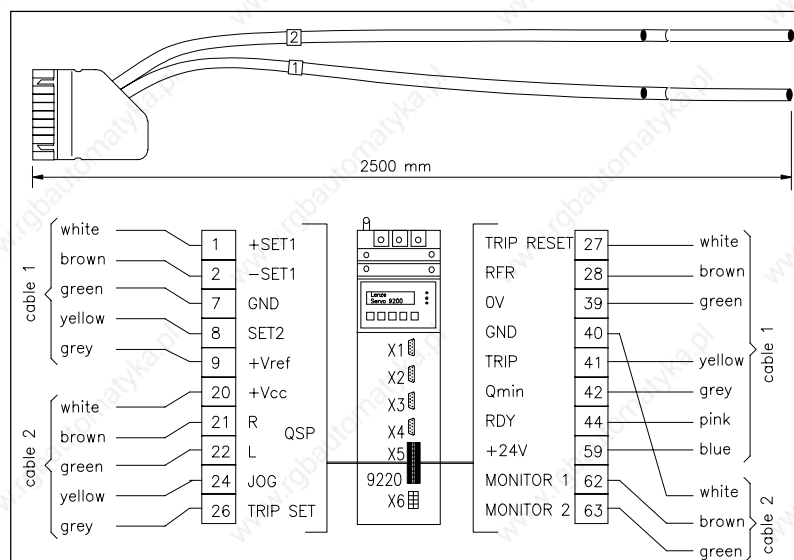 2
1
2500 mm
cable 1
white
brown
green
yellow
grey
cable 2
white
brown
green
yellow
grey
1 +SET1
2 −SET1
7 GND
8 SET2
9 +Vref
20 +Vcc
21 R
22 L
QSP
24 JOG
26 TRIP SET
Lenze
Servo 9200
X1
X2
X3
X4
X5
9220
X6
TRIP RESET 27 white
RFR 28 brown
0V 39 green
GND 40
TRIP 41 yellow
Qmin 42 grey
RDY 44 pink
+24V 59 blue
MONITOR 1 62
MONITOR 2 63
cable 1
white
brown
green
cable 2
www.rgbautomatyka.pl